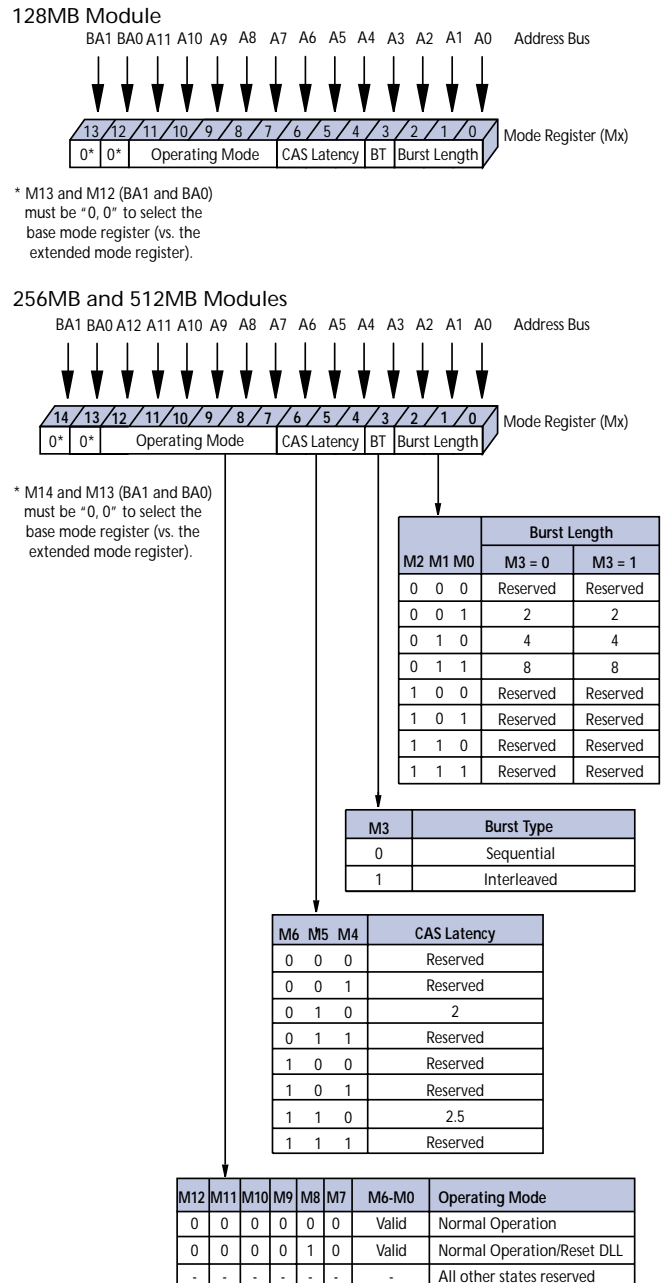 128MB Module
BA1 BA0 A11 A10 A9 A8 A7 A6 A5 A4 A3 A2 A1 A0 Address Bus
13 12 11 10 9 8 7 6 5 4 3 2 1 0
Mode Register (Mx)
0* 0* Operating Mode CAS Latency BT Burst Length
* M13 and M12 (BA1 and BA0)
must be "0, 0" to select the
base mode register (vs. the
extended mode register).
256MB and 512MB Modules
BA1 BA0 A12 A11 A10 A9 A8 A7 A6 A5 A4 A3 A2 A1 A0 Address Bus
14 13 12 11 10 9 8 7 6 5 4 3 2 1 0
Mode Register (Mx)
0* 0* Operating Mode CAS Latency BT Burst Length
* M14 and M13 (BA1 and BA0)
must be "0, 0" to select the
base mode register (vs. the
extended mode register).
Burst Length
M2 M1 M0 M3 = 0 M3 = 1
0 0 0 Reserved Reserved
0 0 1 2 2
0 1 0 4 4
0 1 1 8 8
1 0 0 Reserved Reserved
1 0 1 Reserved Reserved
1 1 0 Reserved Reserved
1 1 1 Reserved Reserved
M3 Burst Type
0 Sequential
1 Interleaved
M6 M5 M4 CAS Latency
0 0 0 Reserved
0 0 1 Reserved
0 1 0 2
0 1 1 Reserved
1 0 0 Reserved
1 0 1 Reserved
1 1 0 2.5
1 1 1 Reserved
M12 M11 M10 M9 M8 M7 M6-M0 Operating Mode
0 0 0 0 0 0 Valid Normal Operation
0 0 0 0 1 0 Valid Normal Operation/Reset DLL
- - - - - - - All other states reserved